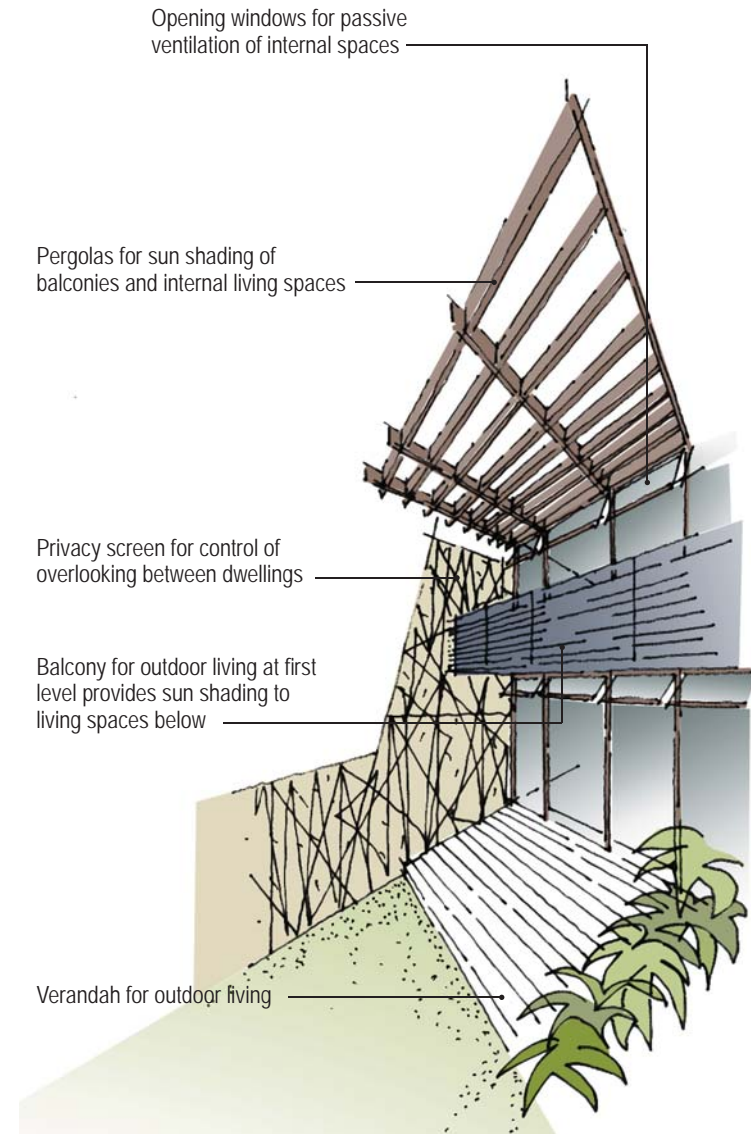 Opening windows for passive
ventilation of internal spaces
Pergolas for sun shading of
balconies and internal living spaces
Privacy screen for control of
overlooking between dwellings
Balcony for outdoor living at first
level provides sun shading to
living spaces below
Verandah for outdoor living